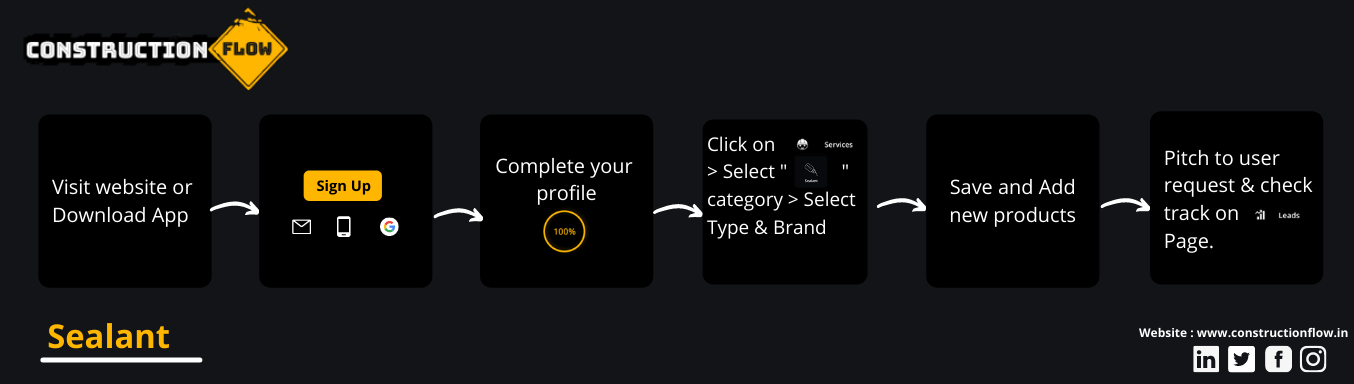 CONSTRUCTION FLOW
Visit website or
Download App
Sign Up
Complete your
profile
100%
Click on Services
> Select " Sealant "
category > Select
Type & Brand
Save and Add
new products
Pitch to user
request & check
track on Leads
Page.
Sealant
Website : www.constructionflow.in